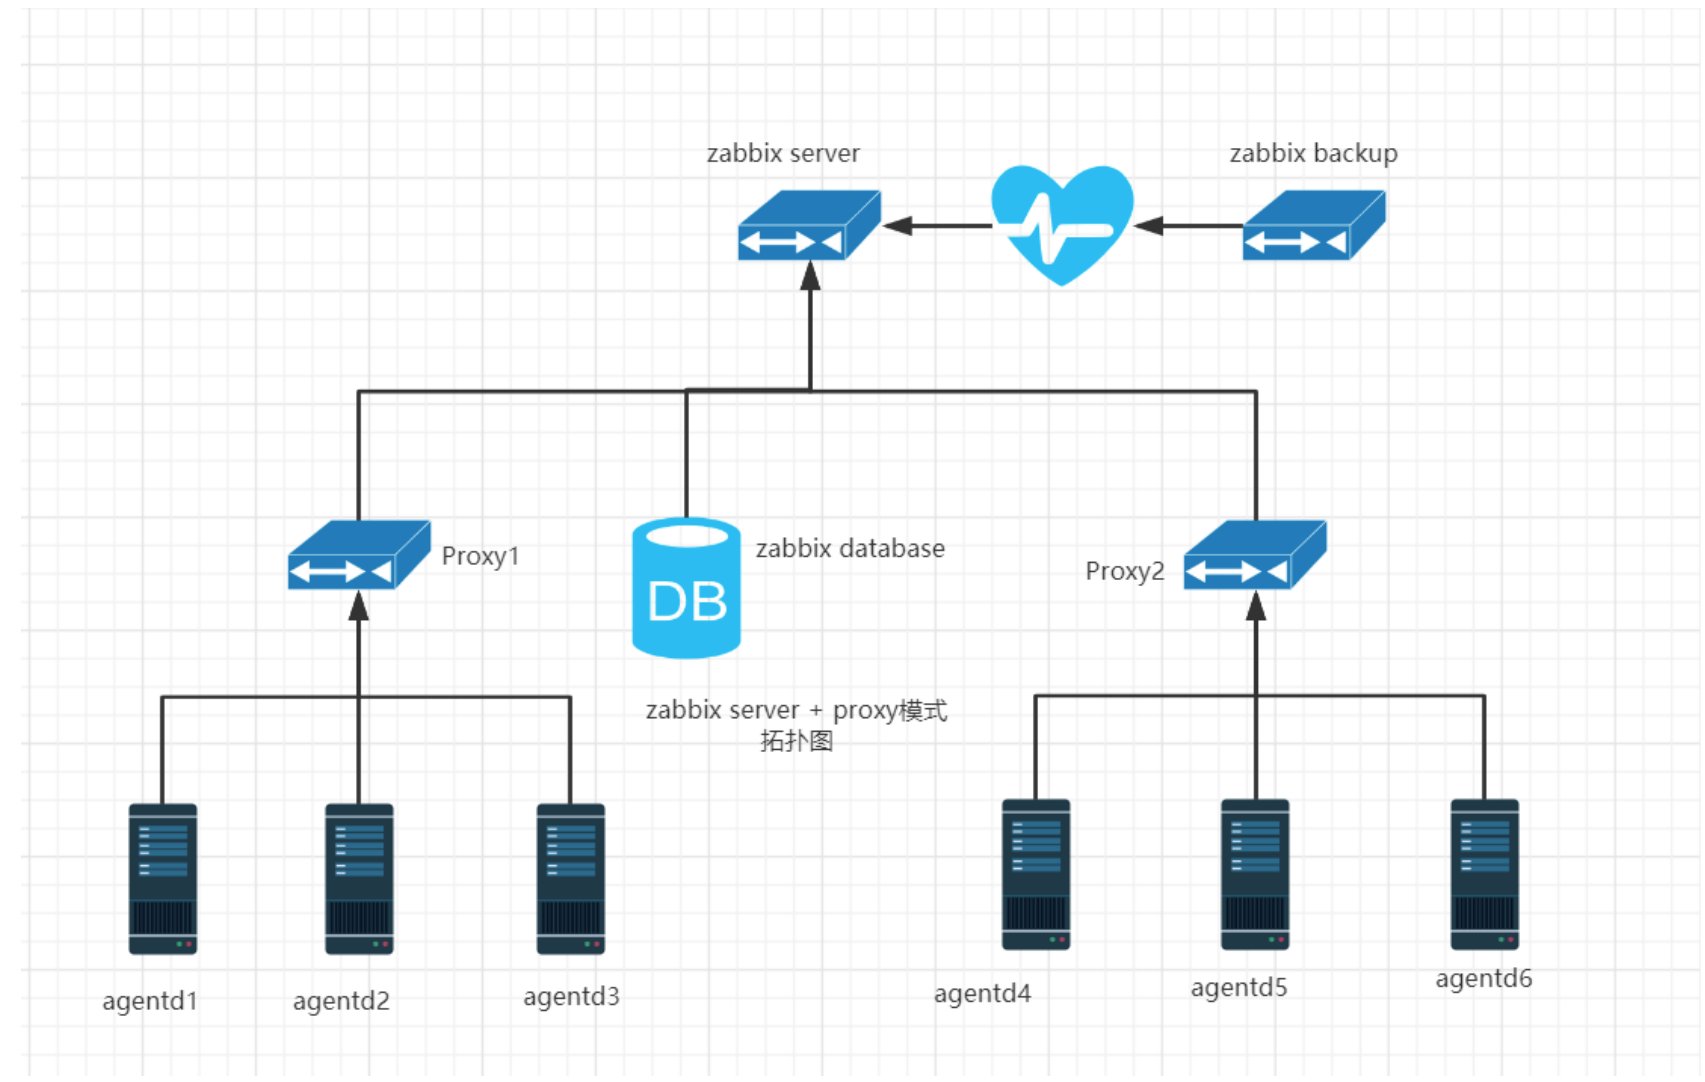 zabbix server
zabbix backup
Proxy1
zabbix database
DB
Proxy2
zabbix server + proxy模式
拓扑图
agentd1
agentd2
agentd3
agentd4
agentd5
agentd6